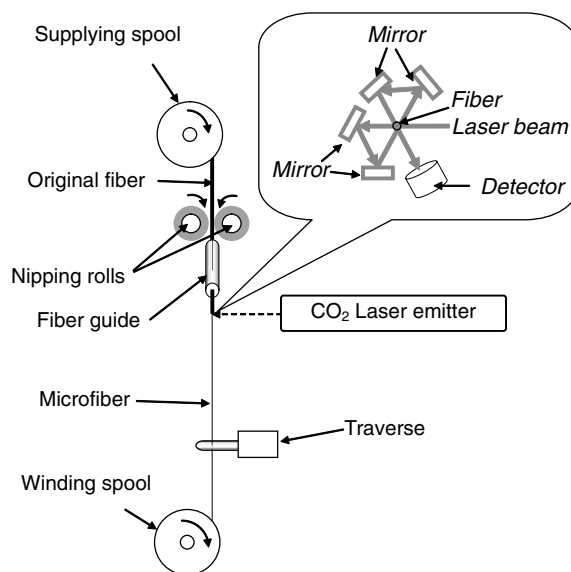 Supplying spool
Mirror
Fiber
Laser beam
Mirror
Detector
Original fiber
Nipping rolls
Fiber guide
CO₂ Laser emitter
Microfiber
Traverse
Winding spool